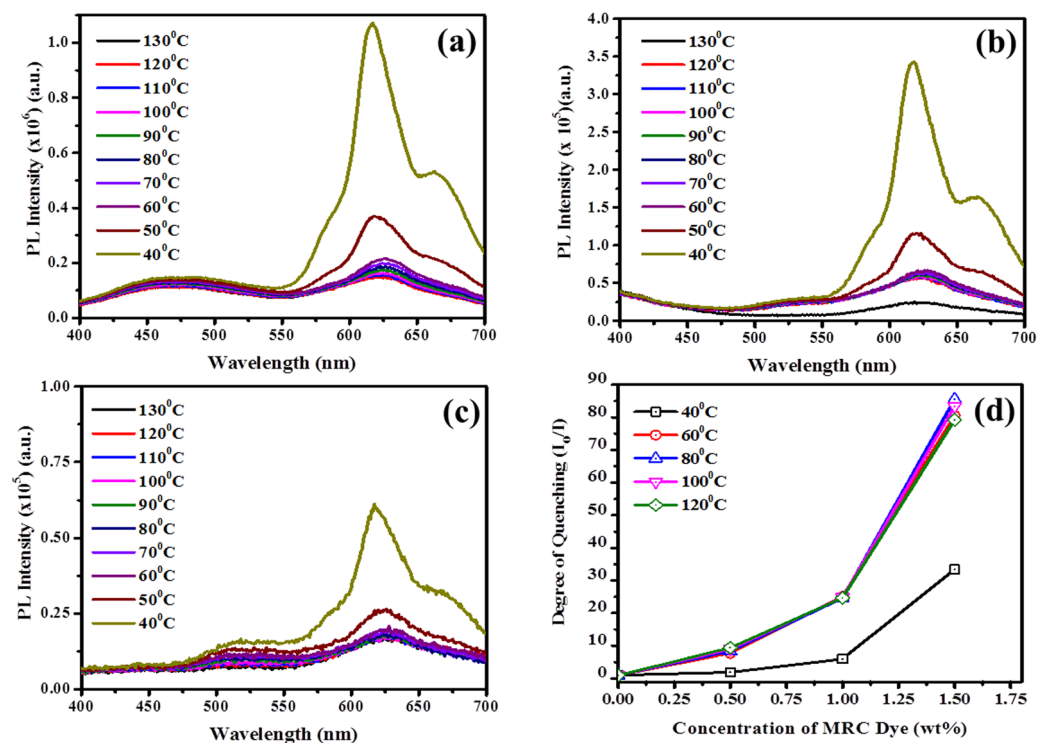 (a)
PL Intensity (x10⁶) (a.u.)
1.0
0.8
0.6
0.4
0.2
0.0
130⁰C
120⁰C
110⁰C
100⁰C
90⁰C
80⁰C
70⁰C
60⁰C
50⁰C
40⁰C
400 450 500 550 600 650 700
Wavelength (nm)
(b)
PL Intensity (x 10⁵)(a.u.)
4.0
3.5
3.0
2.5
2.0
1.5
1.0
0.5
0.0
130⁰C
120⁰C
110⁰C
100⁰C
90⁰C
80⁰C
70⁰C
60⁰C
50⁰C
40⁰C
400 450 500 550 600 650 700
Wavelength (nm)
(c)
PL Intensity (x10⁵) (a.u.)
1.00
0.75
0.50
0.25
0.00
130⁰C
120⁰C
110⁰C
100⁰C
90⁰C
80⁰C
70⁰C
60⁰C
50⁰C
40⁰C
400 450 500 550 600 650 700
Wavelength (nm)
(d)
Degree of Quenching (I₀/I)
90
80
70
60
50
40
30
20
10
0
40⁰C
60⁰C
80⁰C
100⁰C
120⁰C
0.00 0.25 0.50 0.75 1.00 1.25 1.50 1.75
Concentration of MRC Dye (wt%)